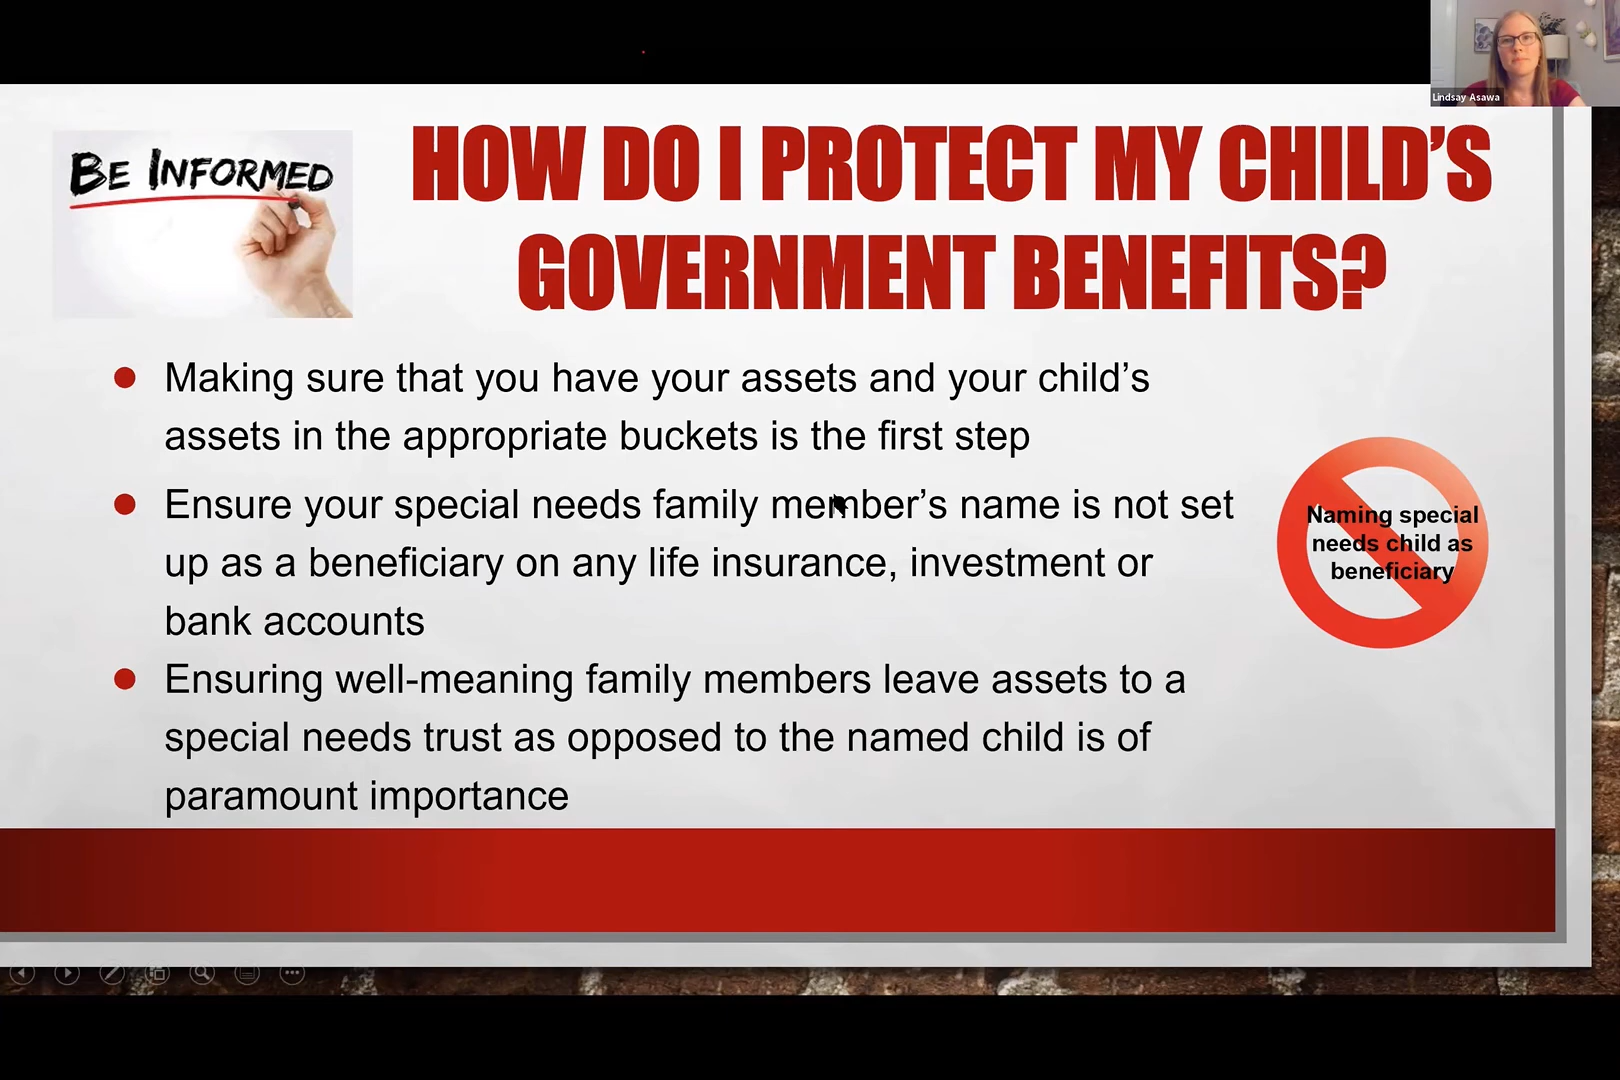 Lindsay Asawa
BE INFORMED
HOW DO I PROTECT MY CHILD’S
GOVERNMENT BENEFITS?
Making sure that you have your assets and your child’s
assets in the appropriate buckets is the first step
Ensure your special needs family member’s name is not set
up as a beneficiary on any life insurance, investment or
bank accounts
Ensuring well-meaning family members leave assets to a
special needs trust as opposed to the named child is of
paramount importance
Naming special
needs child as
beneficiary